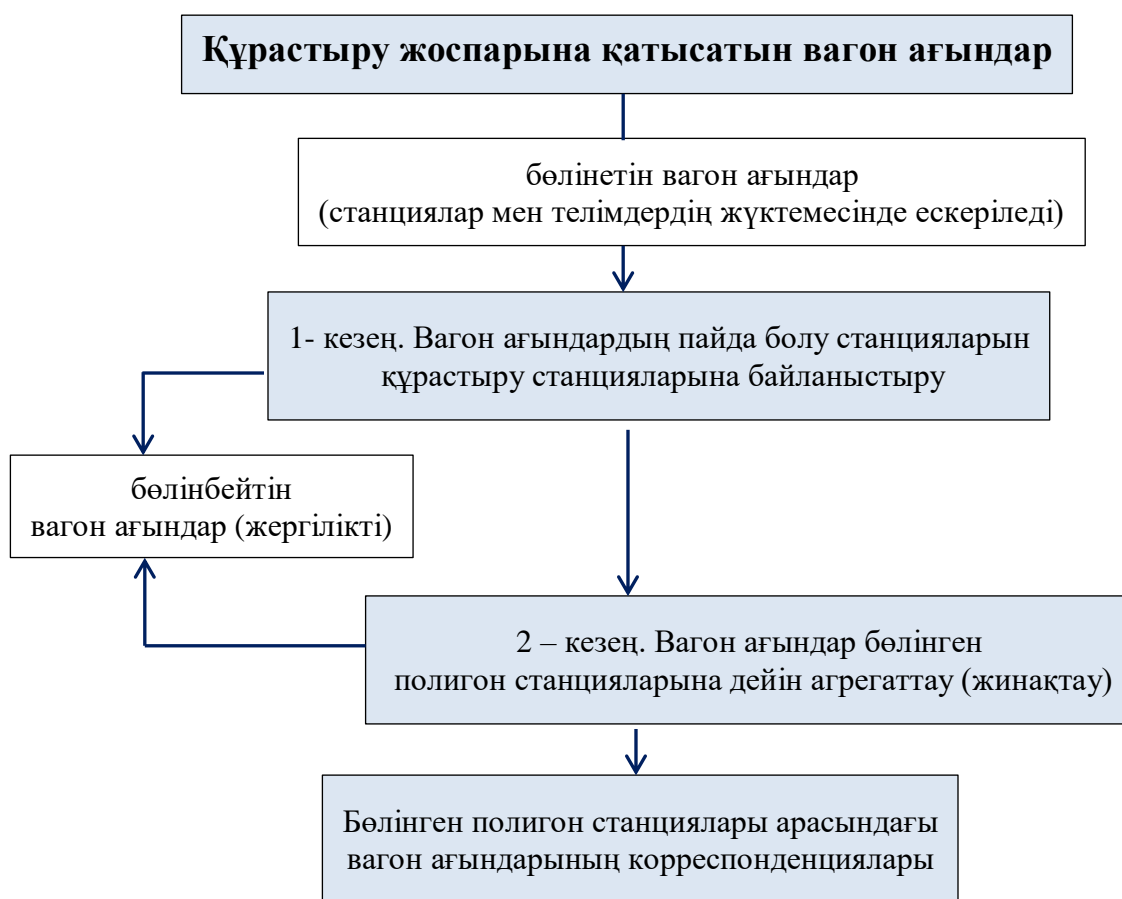 Құрастыру жоспарына қатысатын вагон ағындар
бөлінетін вагон ағындар
(станциялар мен телімдердің жүктемесінде ескеріледі)
1- кезең. Вагон ағындардың пайда болу станцияларын
құрастыру станцияларына байланыстыру
бөлінбейтін
вагон ағындар (жергілікті)
2 – кезең. Вагон ағындар бөлінген
полигон станцияларына дейін агрегаттау (жинақтау)
Бөлінген полигон станциялары арасындағы
вагон ағындарының корреспонденциялары